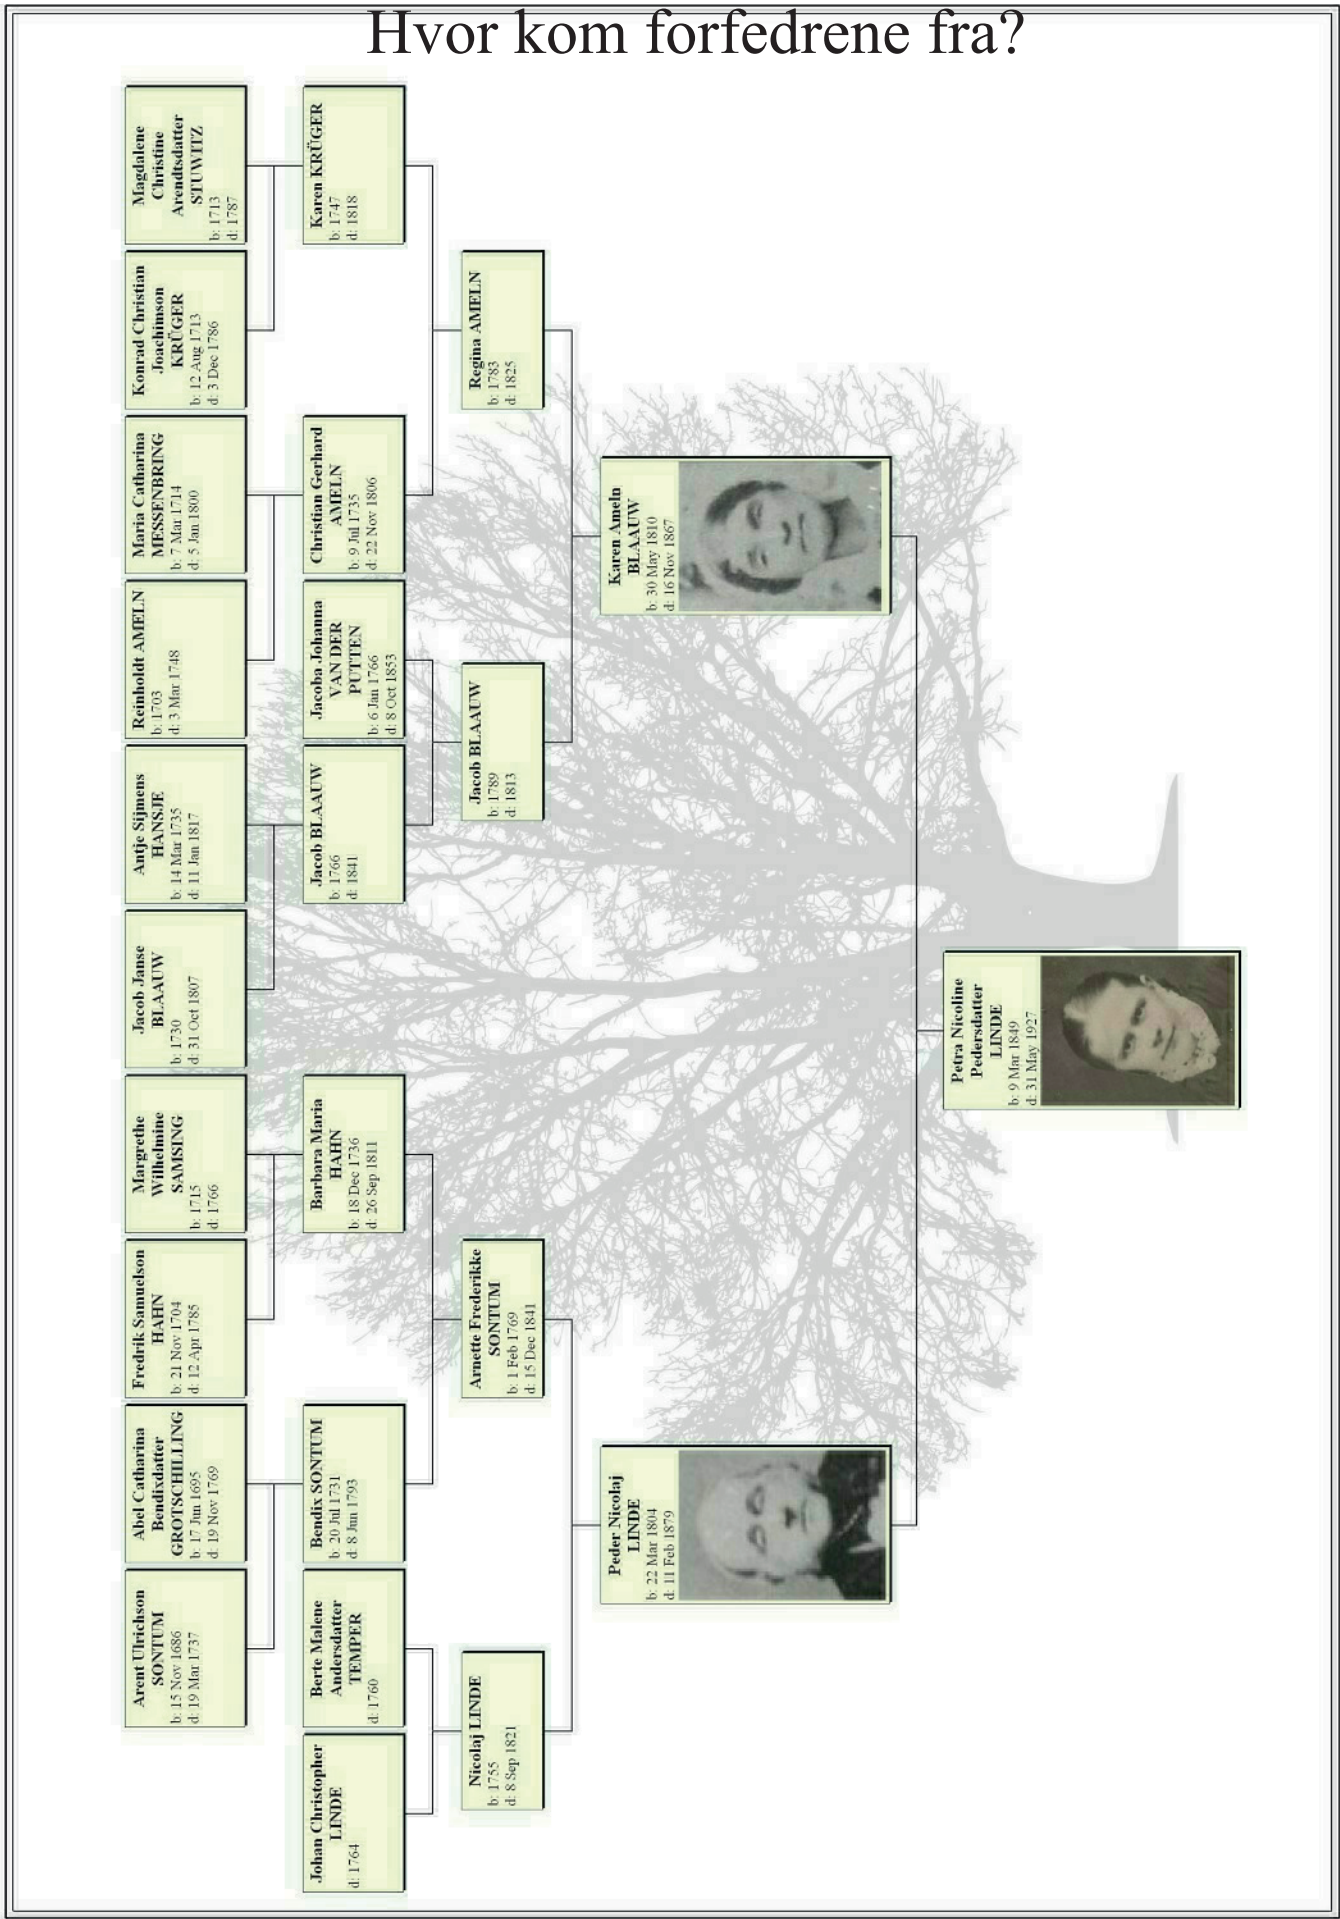 Hvor kom forfedrene fra?
Arent Ulrichson
SONTUM
b: 15 Nov 1686
d: 19 Mar 1737
Abel Catharina
Bendixdatter
GROTSCHILLING
b: 17 Jun 1695
d: 19 Nov 1769
Fredrik Samuelson
HAHN
b: 21 Nov 1704
d: 12 Apr 1785
Margrethe
Wilhelmine
SAMSING
b: 1715
d: 1766
Jacob Janse
BLAAUW
b: 1730
d: 31 Oct 1807
Antje Sijmens
HANSJE
b: 14 Mar 1735
d: 11 Jan 1817
Reinholdt AMELN
b: 1703
d: 3 Mar 1748
Maria Catharina
MESSENBRING
b: 7 Mar 1714
d: 5 Jan 1800
Konrad Christian
Joachimson
KRÜGER
b: 12 Aug 1713
d: 3 Dec 1786
Magdalene
Christine
Arendtsdatter
STUWITZ
b: 1713
d: 1787
Johan Christopher
LINDE
d: 1764
Berte Malene
Andersdatter
TEMPER
d: 1760
Bendix SONTUM
b: 20 Jul 1731
d: 8 Jun 1793
Barbara Maria
HAHN
b: 18 Dec 1736
d: 26 Sep 1811
Jacob BLAAUW
b: 1766
d: 1841
Jacoba Johanna
VAN DER
PUTTEN
b: 6 Jan 1766
d: 8 Oct 1853
Christian Gerhard
AMELN
b: 9 Jul 1735
d: 22 Nov 1806
Karen KRÜGER
b: 1747
d: 1818
Nicolaj LINDE
b: 1755
d: 8 Sep 1821
Arnette Frederikke
SONTUM
b: 1 Feb 1769
d: 15 Dec 1841
Jacob BLAAUW
b: 1789
d: 1813
Regina AMELN
b: 1783
d: 1825
Peder Nicolaj
LINDE
b: 22 Mar 1804
d: 11 Feb 1879
Karen Ameln
BLAAUW
b: 30 May 1810
d: 16 Nov 1867
Petra Nicoline
Pedersdatter
LINDE
b: 9 Mar 1849
d: 31 May 1927